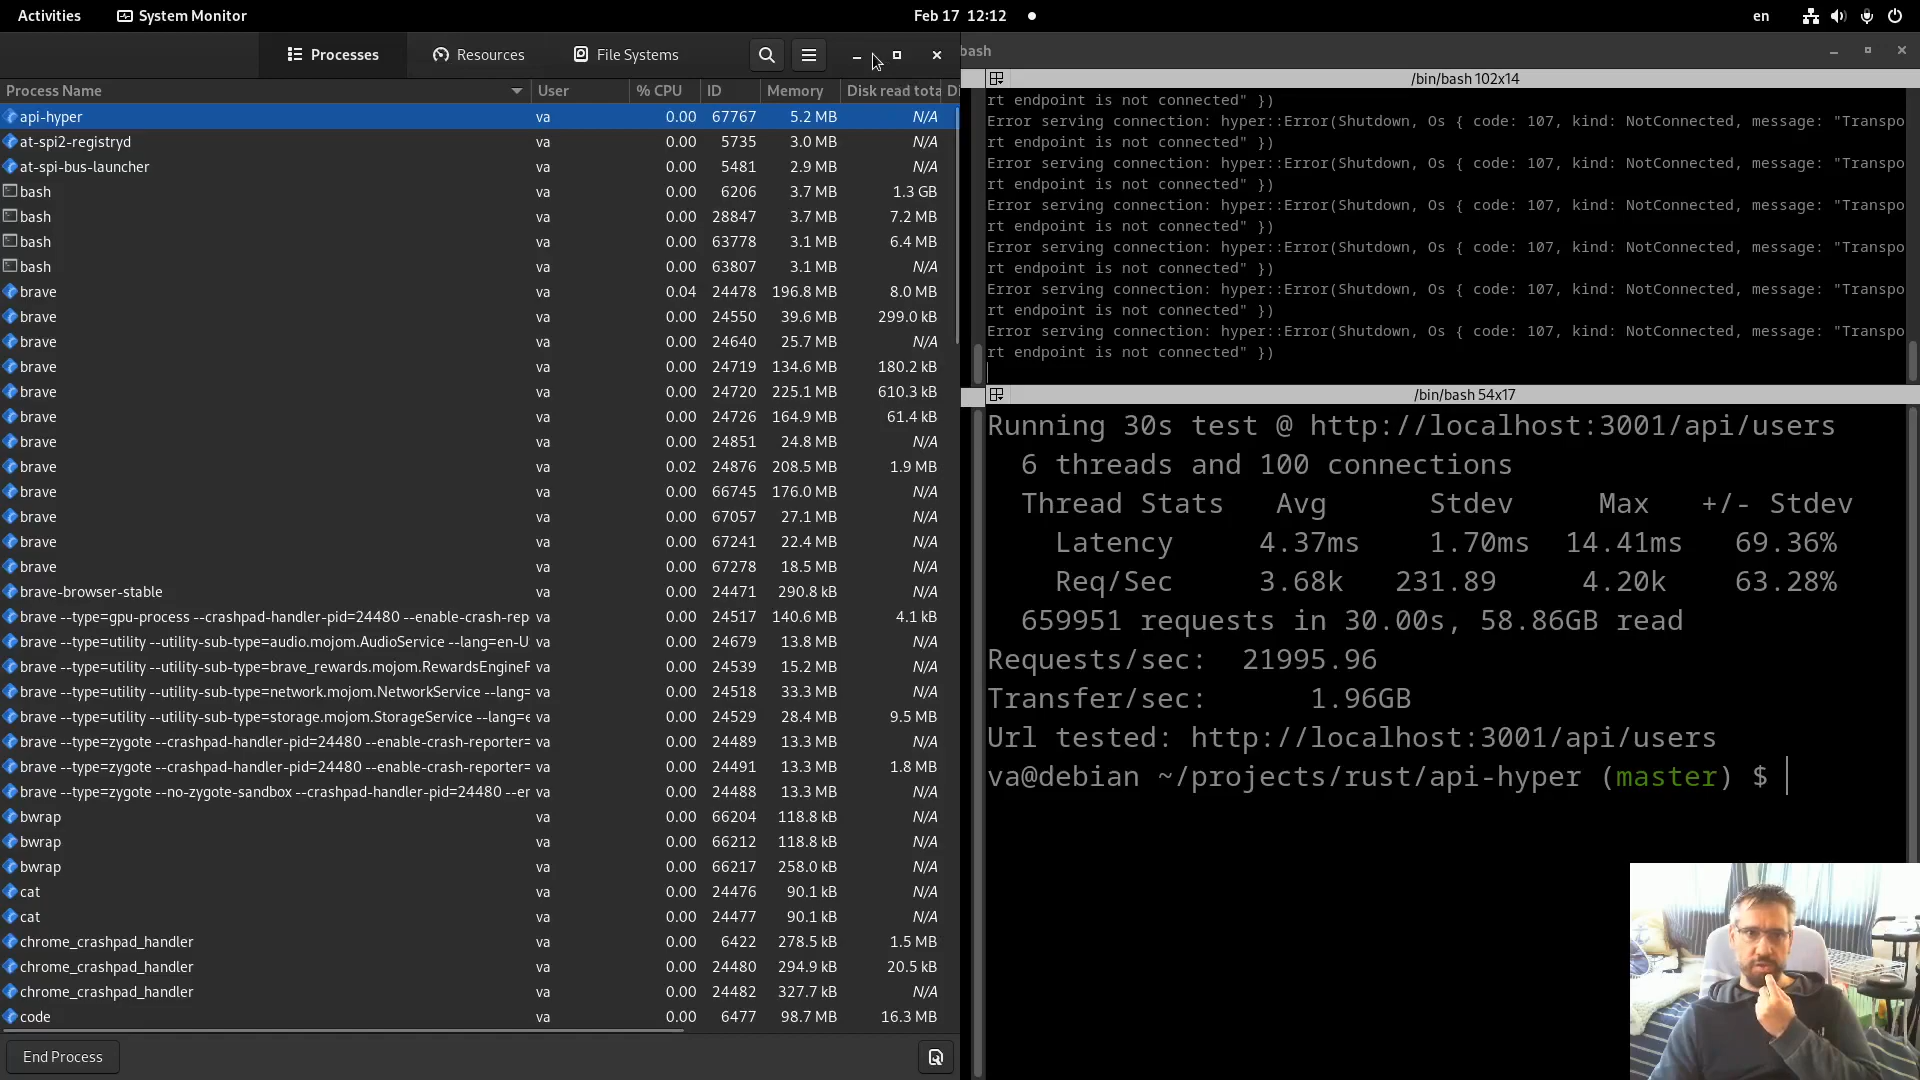 Activities
System Monitor
Feb 17 12:12
en
Processes
Resources
File Systems
bash
Process Name User % CPU ID Memory Disk read tota
api-hyper va 0.00 67767 5.2 MB N/A
at-spi2-registryd va 0.00 5735 3.0 MB N/A
at-spi-bus-launcher va 0.00 5481 2.9 MB N/A
bash va 0.00 6206 3.7 MB 1.3 GB
bash va 0.00 28847 3.7 MB 7.2 MB
bash va 0.00 63778 3.1 MB 6.4 MB
bash va 0.00 63807 3.1 MB N/A
brave va 0.04 24478 196.8 MB 8.0 MB
brave va 0.00 24550 39.6 MB 299.0 kB
brave va 0.00 24640 25.7 MB N/A
brave va 0.00 24719 134.6 MB 180.2 kB
brave va 0.00 24720 225.1 MB 610.3 kB
brave va 0.00 24726 164.9 MB 61.4 kB
brave va 0.00 24851 24.8 MB N/A
brave va 0.02 24876 208.5 MB 1.9 MB
brave va 0.00 66745 176.0 MB N/A
brave va 0.00 67057 27.1 MB N/A
brave va 0.00 67241 22.4 MB N/A
brave va 0.00 67278 18.5 MB N/A
brave-browser-stable va 0.00 24471 290.8 kB N/A
brave --type=gpu-process --crashpad-handler-pid=24480 --enable-crash-rep va 0.00 24517 140.6 MB 4.1 kB
brave --type=utility --utility-sub-type=audio.mojom.AudioService --lang=en-U va 0.00 24679 13.8 MB N/A
brave --type=utility --utility-sub-type=brave_rewards.mojom.RewardsEngineF va 0.00 24539 15.2 MB N/A
brave --type=utility --utility-sub-type=network.mojom.NetworkService --lang= va 0.00 24518 33.3 MB N/A
brave --type=utility --utility-sub-type=storage.mojom.StorageService --lang=e va 0.00 24529 28.4 MB 9.5 MB
brave --type=zygote --crashpad-handler-pid=24480 --enable-crash-reporter= va 0.00 24489 13.3 MB N/A
brave --type=zygote --crashpad-handler-pid=24480 --enable-crash-reporter= va 0.00 24491 13.3 MB 1.8 MB
brave --type=zygote --no-zygote-sandbox --crashpad-handler-pid=24480 --er va 0.00 24488 13.3 MB N/A
bwrap va 0.00 66204 118.8 kB N/A
bwrap va 0.00 66212 118.8 kB N/A
bwrap va 0.00 66217 258.0 kB N/A
cat va 0.00 24476 90.1 kB N/A
cat va 0.00 24477 90.1 kB N/A
chrome_crashpad_handler va 0.00 6422 278.5 kB 1.5 MB
chrome_crashpad_handler va 0.00 24480 294.9 kB 20.5 kB
chrome_crashpad_handler va 0.00 24482 327.7 kB N/A
code va 0.00 6477 98.7 MB 16.3 MB
End Process
/bin/bash 102x14
rt endpoint is not connected" })
Error serving connection: hyper::Error(Shutdown, Os { code: 107, kind: NotConnected, message: "Transpo
rt endpoint is not connected" })
Error serving connection: hyper::Error(Shutdown, Os { code: 107, kind: NotConnected, message: "Transpo
rt endpoint is not connected" })
Error serving connection: hyper::Error(Shutdown, Os { code: 107, kind: NotConnected, message: "Transpo
rt endpoint is not connected" })
Error serving connection: hyper::Error(Shutdown, Os { code: 107, kind: NotConnected, message: "Transpo
rt endpoint is not connected" })
Error serving connection: hyper::Error(Shutdown, Os { code: 107, kind: NotConnected, message: "Transpo
rt endpoint is not connected" })
Error serving connection: hyper::Error(Shutdown, Os { code: 107, kind: NotConnected, message: "Transpo
rt endpoint is not connected" })
/bin/bash 54x17
Running 30s test @ http://localhost:3001/api/users
6 threads and 100 connections
Thread Stats Avg Stdev Max +/- Stdev
Latency 4.37ms 1.70ms 14.41ms 69.36%
Req/Sec 3.68k 231.89 4.20k 63.28%
659951 requests in 30.00s, 58.86GB read
Requests/sec: 21995.96
Transfer/sec: 1.96GB
Url tested: http://localhost:3001/api/users
va@debian ~/projects/rust/api-hyper (master) $